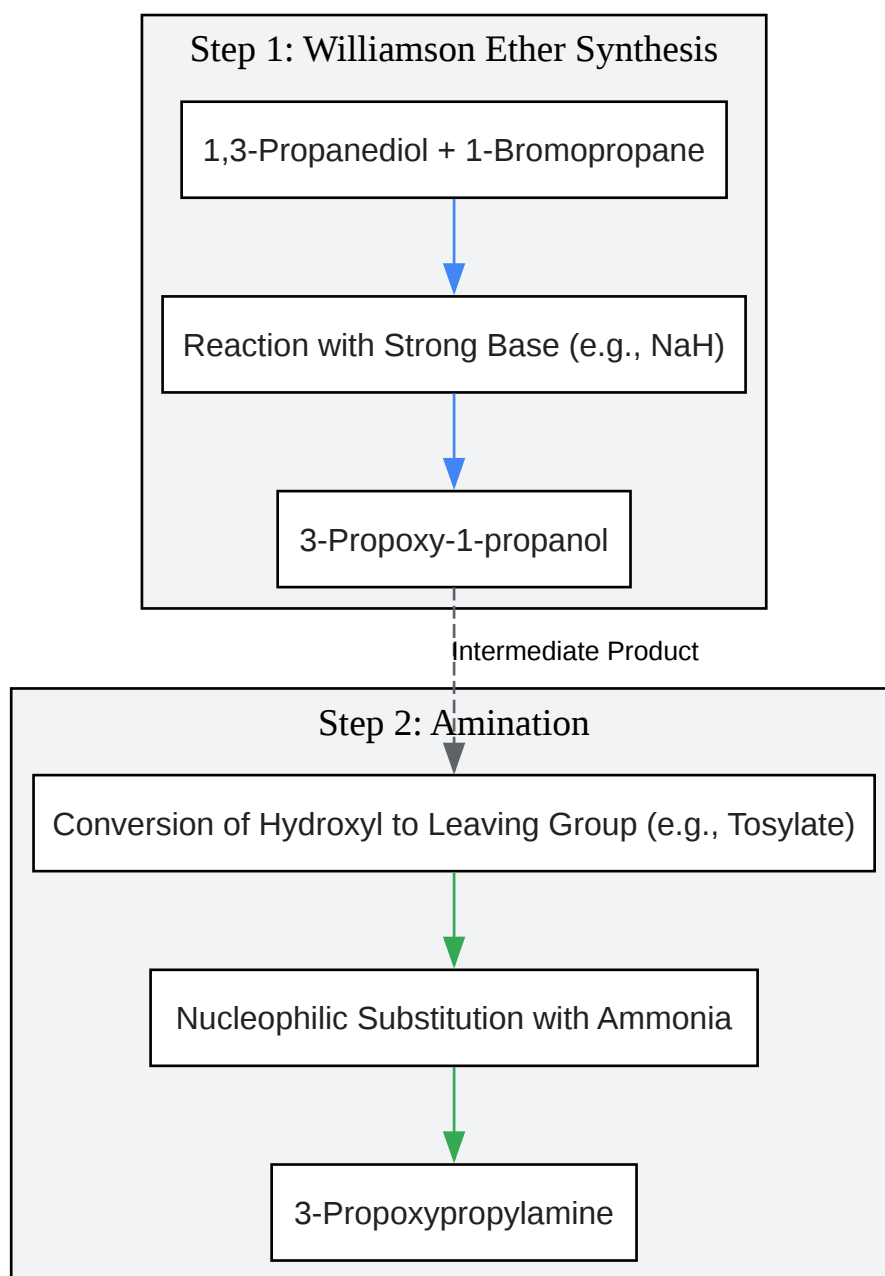 Step 1: Williamson Ether Synthesis
1,3-Propanediol + 1-Bromopropane
Reaction with Strong Base (e.g., NaH)
3-Propoxy-1-propanol
Intermediate Product
Step 2: Amination
Conversion of Hydroxyl to Leaving Group (e.g., Tosylate)
Nucleophilic Substitution with Ammonia
3-Propoxypropylamine